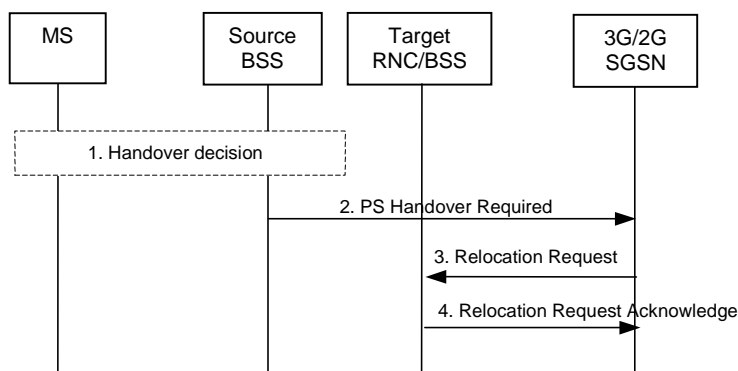 MS
Source
BSS
Target
RNC/BSS
3G/2G
SGSN
1. Handover decision
2. PS Handover Required
3. Relocation Request
4. Relocation Request Acknowledge